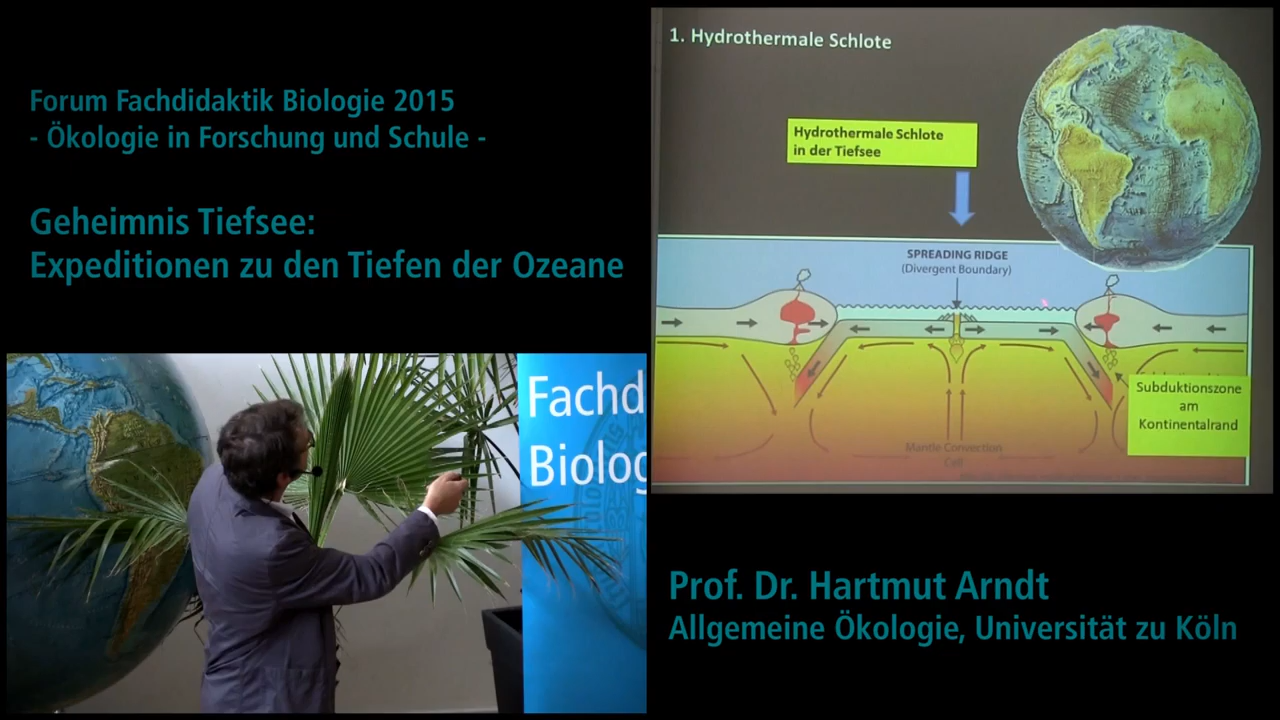 Forum Fachdidaktik Biologie 2015
- Ökologie in Forschung und Schule -
Geheimnis Tiefsee:
Expeditionen zu den Tiefen der Ozeane
1. Hydrothermale Schlote
Hydrothermale Schlote
in der Tiefsee
SPREADING RIDGE
(Divergent Boundary)
Subduktionszone
am
Kontinentalrand
Mantle Convection
Cell
Fachd
Biolog
Prof. Dr. Hartmut Arndt
Allgemeine Ökologie, Universität zu Köln